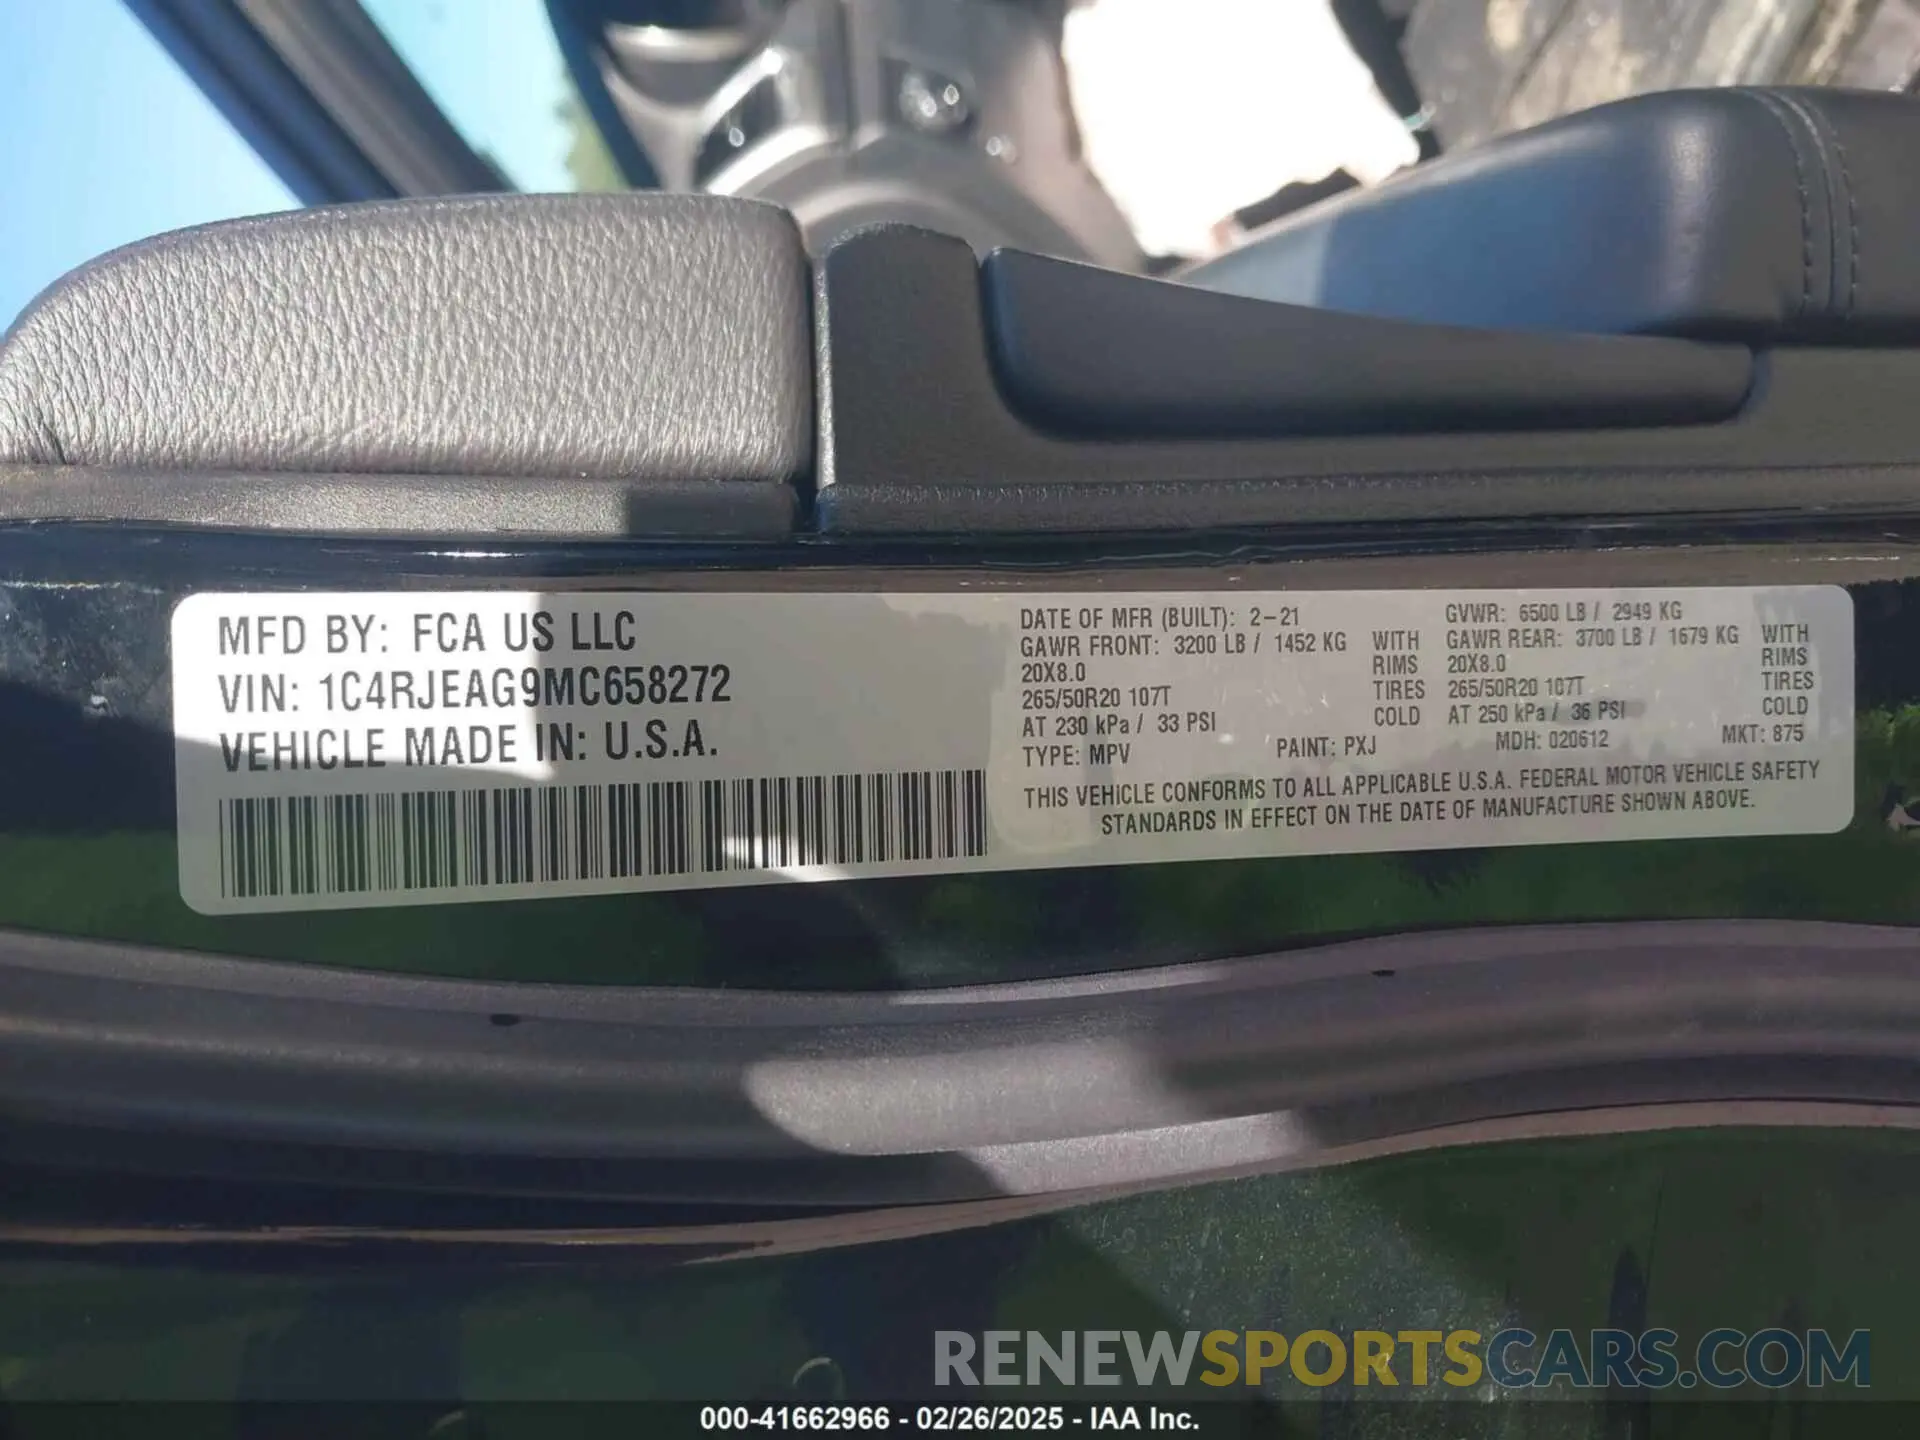 MFD BY: FCA US LLC
VIN: 1C4RJEAG9MC658272
VEHICLE MADE IN: U.S.A.
DATE OF MFR (BUILT): 2-21
GAWR FRONT: 3200 LB / 1452 KG WITH
20X8.0 RIMS
265/50R20 107T TIRES
AT 230 kPa / 33 PSI COLD
GVWR: 6500 LB / 2949 KG
GAWR REAR: 3700 LB / 1679 KG WITH
20X8.0 RIMS
265/50R20 107T TIRES
AT 250 kPa / 36 PSI COLD
TYPE: MPV PAINT: PXJ MDH: 020612 MKT: 875
THIS VEHICLE CONFORMS TO ALL APPLICABLE U.S.A. FEDERAL MOTOR VEHICLE SAFETY
STANDARDS IN EFFECT ON THE DATE OF MANUFACTURE SHOWN ABOVE.
RENEWSPORTSCARS.COM
000-41662966 - 02/26/2025 - IAA Inc.